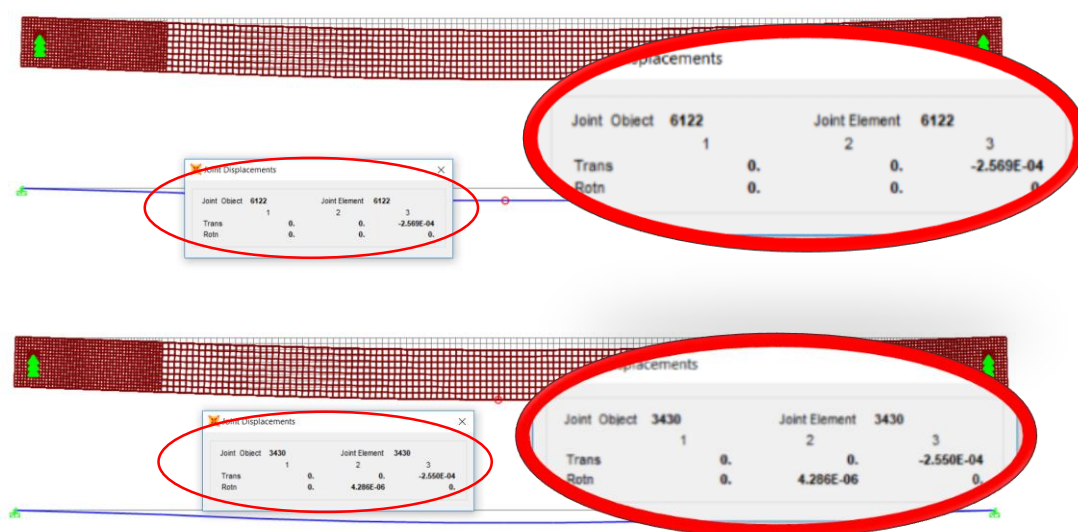 Displacements
Joint Object 6122 Joint Element 6122
1 2 3
Trans 0. 0. -2.569E-04
Rotn 0. 0. 0.
Joint Displacements
Joint Object 6122 Joint Element 6122
1 2 3
Trans 0. 0. -2.569E-04
Rotn 0. 0. 0.
Displacements
Joint Object 3430 Joint Element 3430
1 2 3
Trans 0. 0. -2.550E-04
Rotn 0. 4.286E-06 0.
Joint Displacements
Joint Object 3430 Joint Element 3430
1 2 3
Trans 0. 0. -2.550E-04
Rotn 0. 4.286E-06 0.